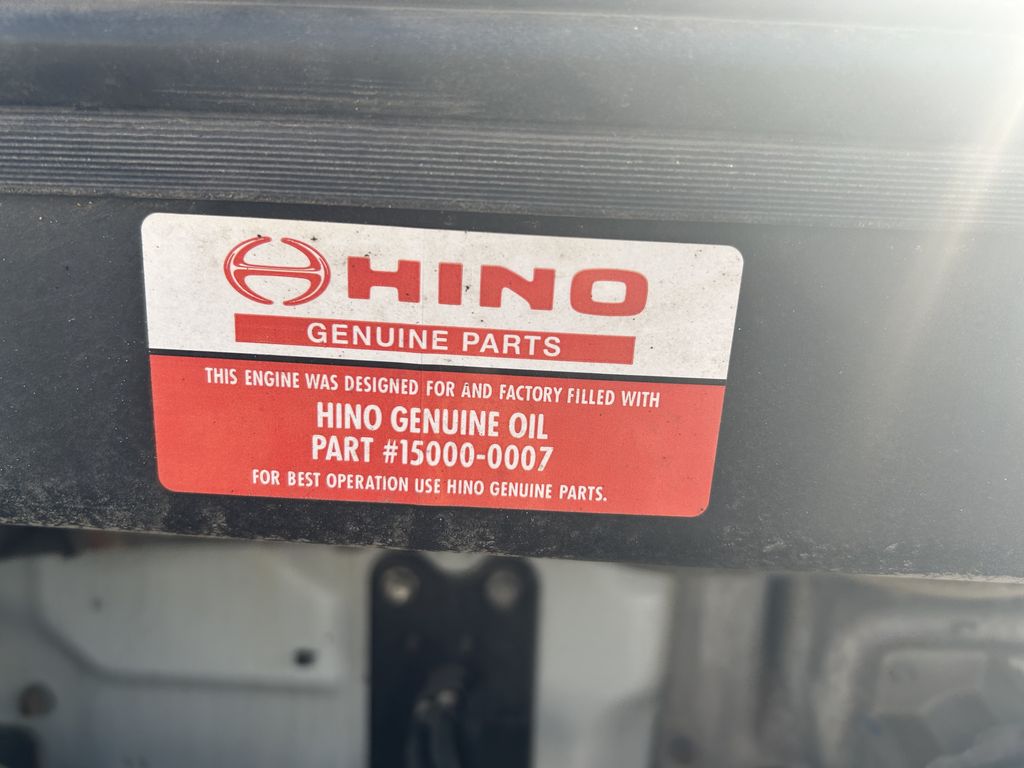 HINO
GENUINE PARTS
THIS ENGINE WAS DESIGNED FOR AND FACTORY FILLED WITH
HINO GENUINE OIL
PART #15000-0007
FOR BEST OPERATION USE HINO GENUINE PARTS.